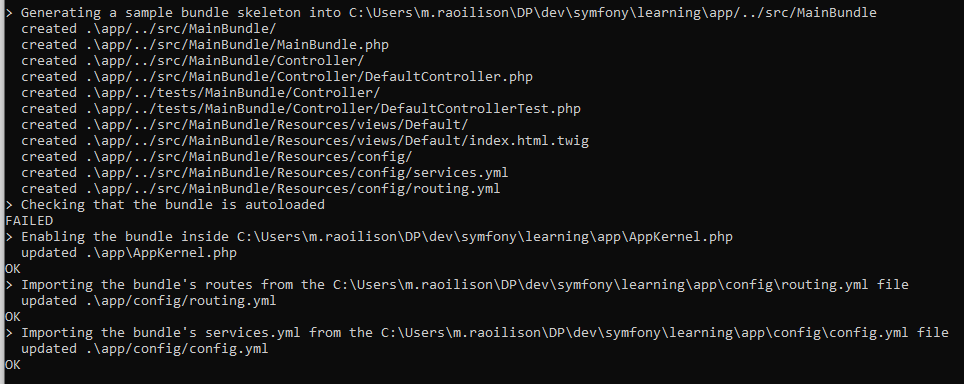 > Generating a sample bundle skeleton into C:\Users\m.raoilison\DP\dev\symfony\learning\app/../src/MainBundle
  created .\app/../src/MainBundle/
  created .\app/../src/MainBundle/MainBundle.php
  created .\app/../src/MainBundle/Controller/
  created .\app/../src/MainBundle/Controller/DefaultController.php
  created .\app/../tests/MainBundle/Controller/
  created .\app/../tests/MainBundle/Controller/DefaultControllerTest.php
  created .\app/../src/MainBundle/Resources/views/Default/
  created .\app/../src/MainBundle/Resources/views/Default/index.html.twig
  created .\app/../src/MainBundle/Resources/config/
  created .\app/../src/MainBundle/Resources/config/services.yml
  created .\app/../src/MainBundle/Resources/config/routing.yml
> Checking that the bundle is autoloaded
FAILED
> Enabling the bundle inside C:\Users\m.raoilison\DP\dev\symfony\learning\app\AppKernel.php
  updated .\app\AppKernel.php
OK
> Importing the bundle's routes from the C:\Users\m.raoilison\DP\dev\symfony\learning\app\config\routing.yml file
  updated .\app/config/routing.yml
OK
> Importing the bundle's services.yml from the C:\Users\m.raoilison\DP\dev\symfony\learning\app\config\config.yml file
  updated .\app/config/config.yml
OK